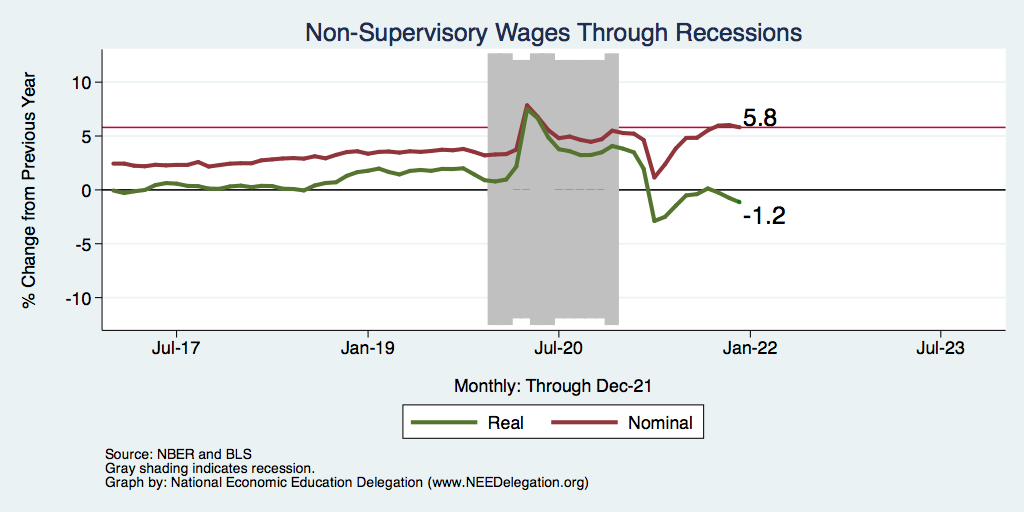 Non-Supervisory Wages Through Recessions
% Change from Previous Year
10
5
0
-5
-10
5.8
-1.2
Jul-17 Jan-19 Jul-20 Jan-22 Jul-23
Monthly: Through Dec-21
Real Nominal
Source: NBER and BLS
Gray shading indicates recession.
Graph by: National Economic Education Delegation (www.NEEDelegation.org)